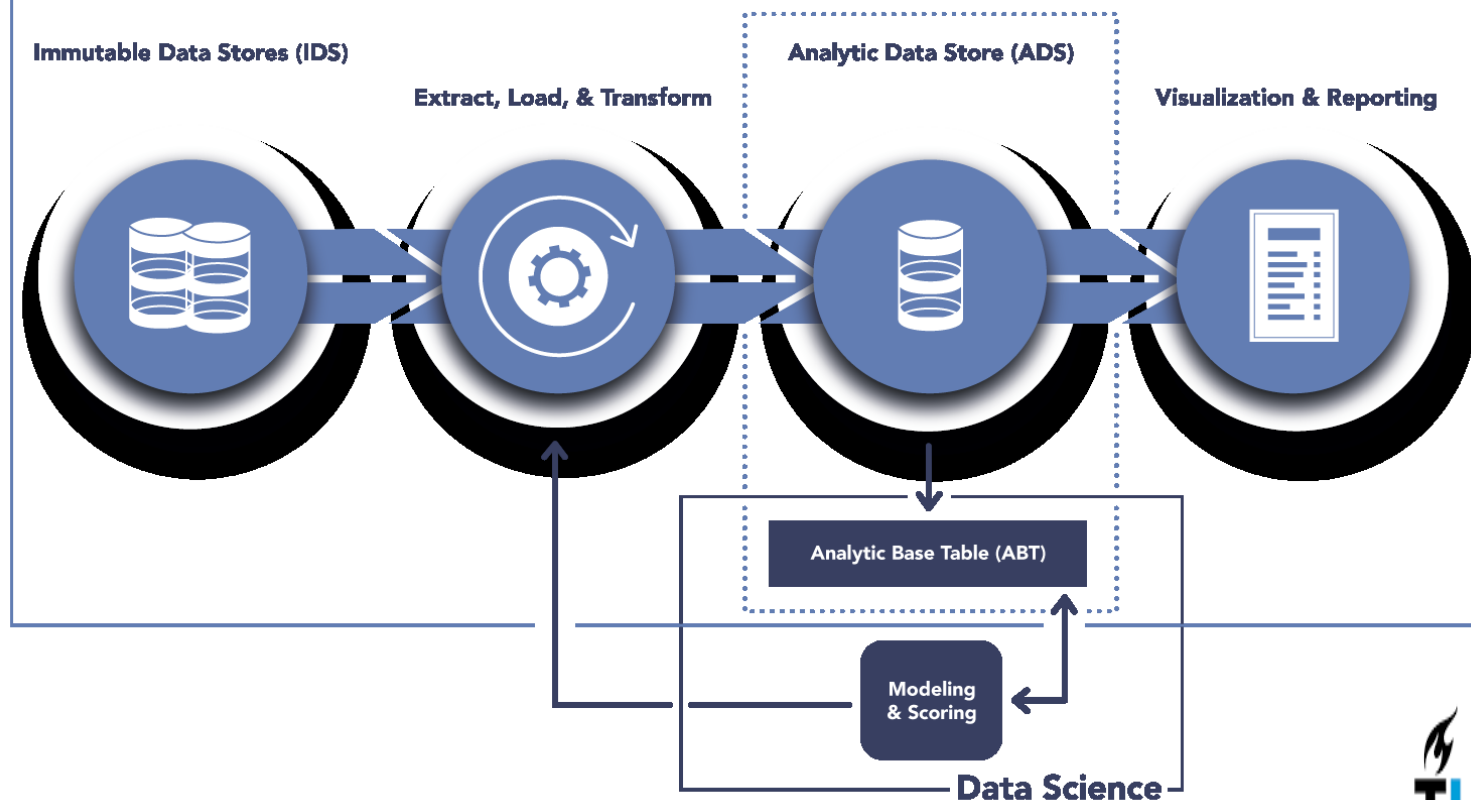 Immutable Data Stores (IDS)
Analytic Data Store (ADS)
Extract, Load, & Transform
Visualization & Reporting
Analytic Base Table (ABT)
Modeling
& Scoring
Data Science